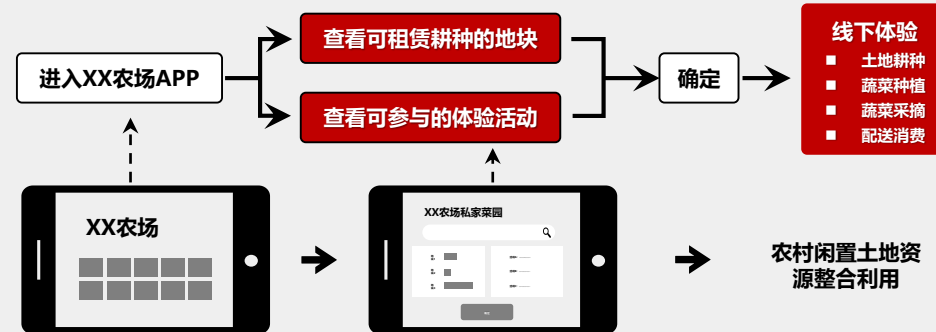 查看可租赁耕种的地块
进入XX农场APP
查看可参与的体验活动
确定
线下体验
土地耕种
蔬菜种植
蔬菜采摘
配送消费
XX农场
XX农场私家菜园
农村闲置土地资
源整合利用